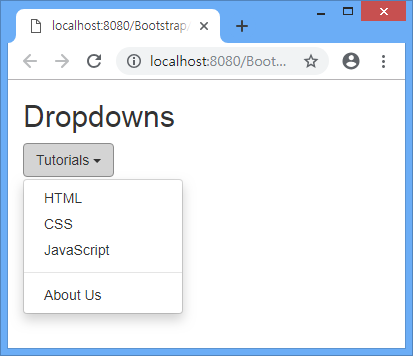 localhost:8080/Bootstrap/
localhost:8080/Boot...
Dropdowns
Tutorials
HTML
CSS
JavaScript
About Us